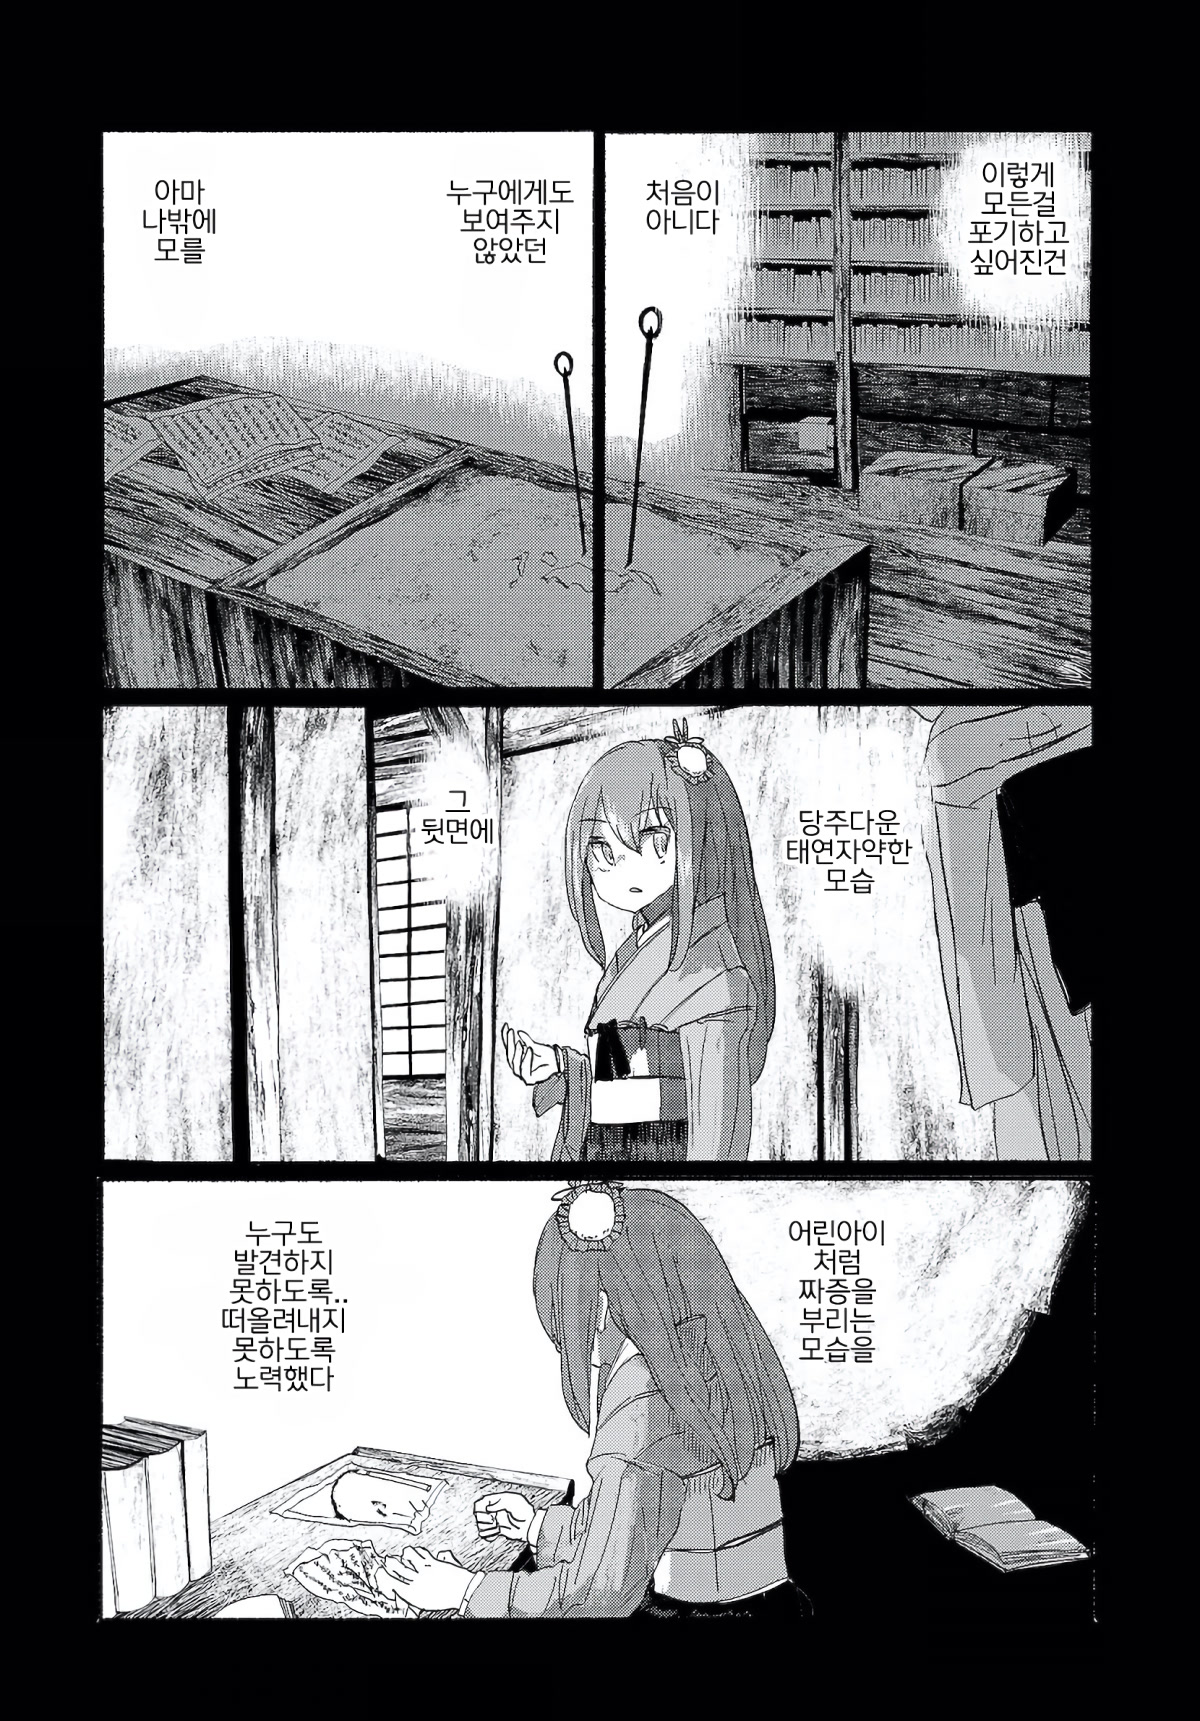 이렇게
모든걸
포기하고
싶어진건
처음이
아니다
누구에게도
보여주지
않았던
아마
나밖에
모를
당주다운
태연자약한
모습
그
뒷면에
어린아이
처럼
짜증을
부리는
모습을
누구도
발견하지
못하도록..
떠올려내지
못하도록
노력했다